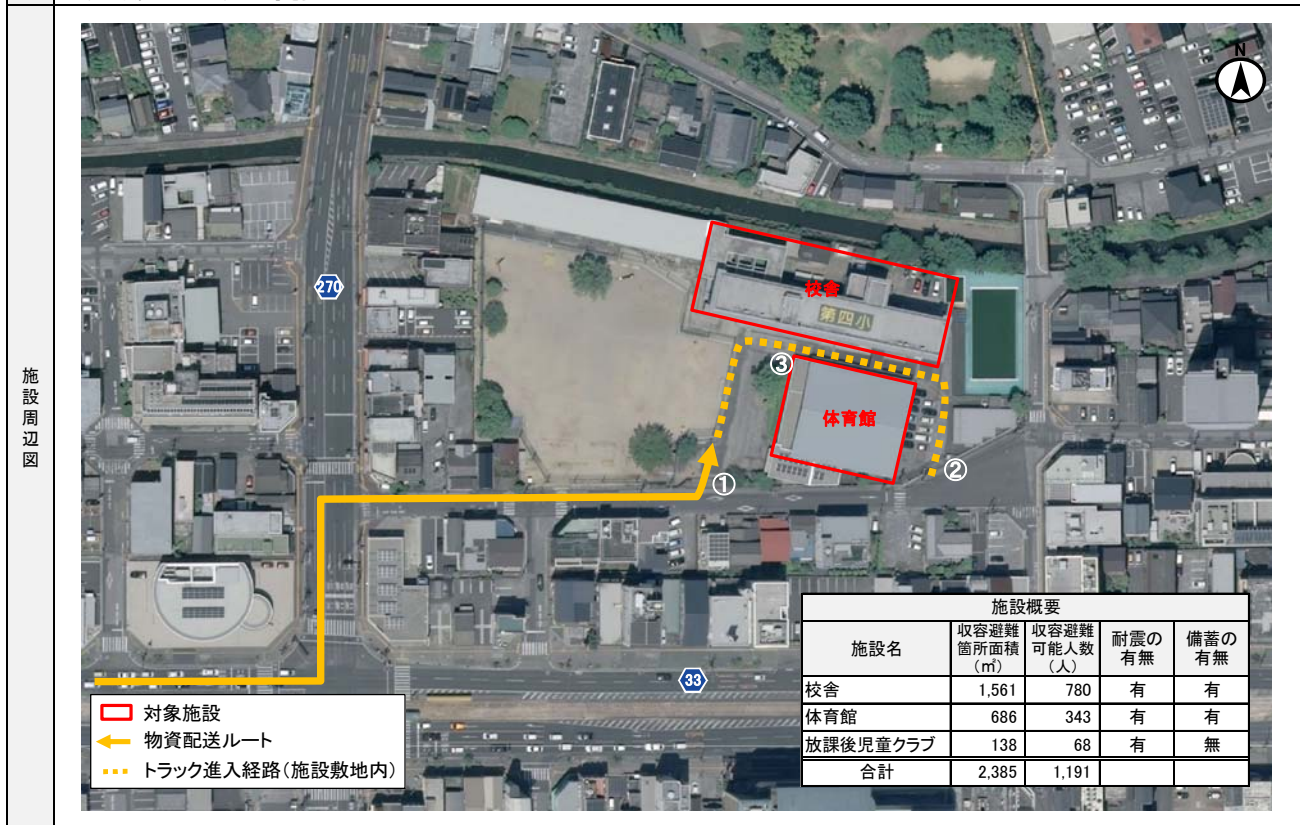 施設周辺図
N
270
校舎
第四小
③
体育館
①
②
33
対象施設
物資配送ルート
トラック進入経路(施設敷地内)
施設概要
施設名 収容避難箇所面積(㎡) 収容避難可能人数(人) 耐震の有無 備蓄の有無
校舎 1,561 780 有 有
体育館 686 343 有 有
放課後児童クラブ 138 68 有 無
合計 2,385 1,191